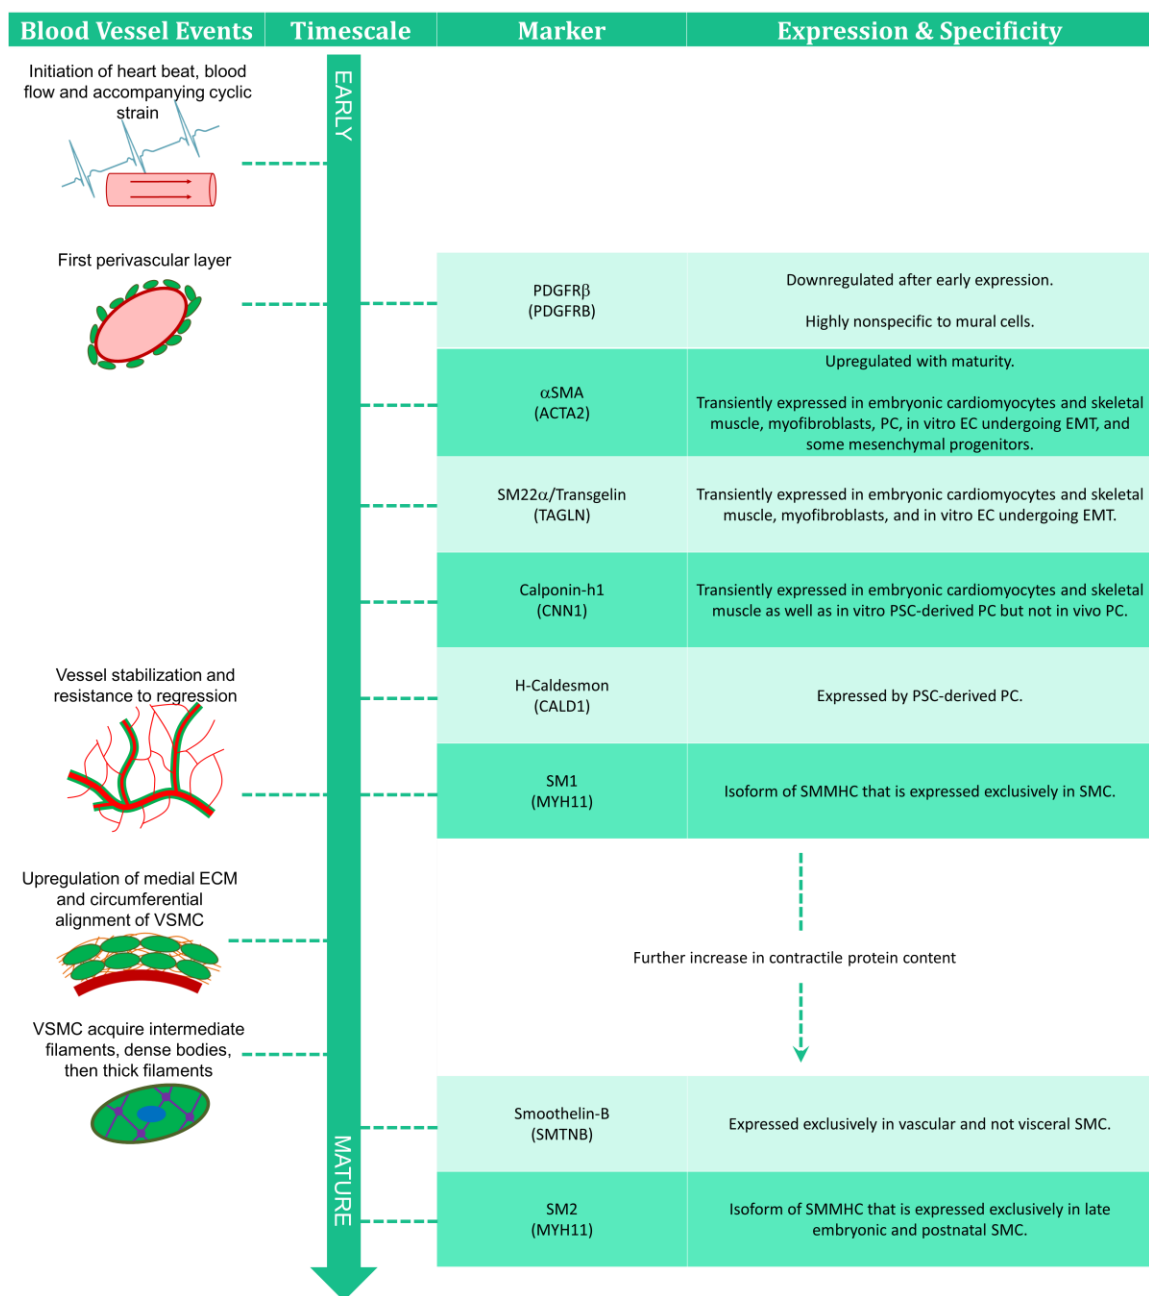 Blood Vessel Events
Timescale
Marker
Expression & Specificity
Initiation of heart beat, blood
flow and accompanying cyclic
strain
EARLY
First perivascular layer
PDGFRβ
(PDGFRB)
Downregulated after early expression.
Highly nonspecific to mural cells.
αSMA
(ACTA2)
Upregulated with maturity.
Transiently expressed in embryonic cardiomyocytes and skeletal
muscle, myofibroblasts, PC, in vitro EC undergoing EMT, and
some mesenchymal progenitors.
SM22α/Transgelin
(TAGLN)
Transiently expressed in embryonic cardiomyocytes and skeletal
muscle, myofibroblasts, and in vitro EC undergoing EMT.
Calponin-h1
(CNN1)
Transiently expressed in embryonic cardiomyocytes and skeletal
muscle as well as in vitro PSC-derived PC but not in vivo PC.
Vessel stabilization and
resistance to regression
H-Caldesmon
(CALD1)
Expressed by PSC-derived PC.
SM1
(MYH11)
Isoform of SMMHC that is expressed exclusively in SMC.
Upregulation of medial ECM
and circumferential
alignment of VSMC
Further increase in contractile protein content
VSMC acquire intermediate
filaments, dense bodies,
then thick filaments
Smoothelin-B
(SMTNB)
Expressed exclusively in vascular and not visceral SMC.
MATURE
SM2
(MYH11)
Isoform of SMMHC that is expressed exclusively in late
embryonic and postnatal SMC.